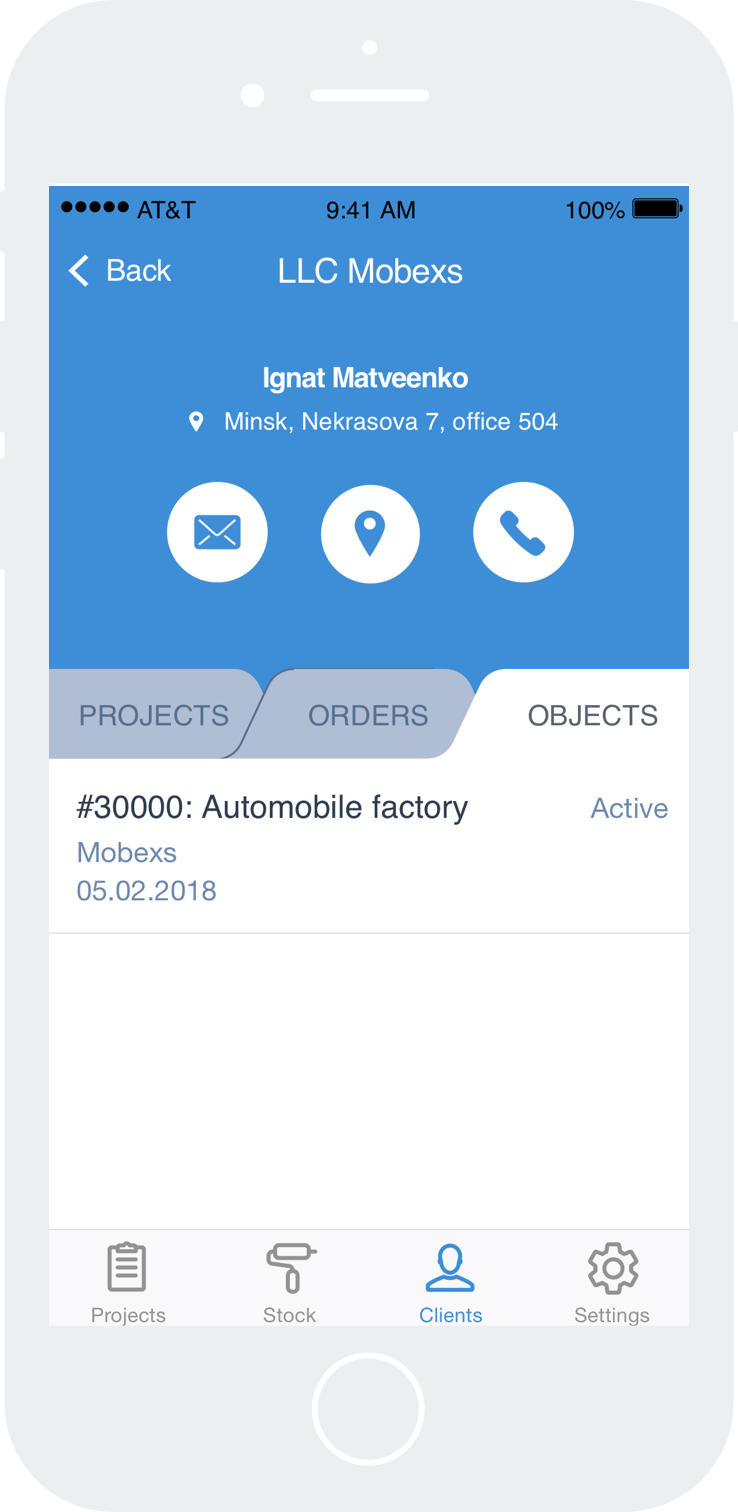 AT&T 9:41 AM 100%
Back LLC Mobexs
Ignat Matveenko
Minsk, Nekrasova 7, office 504
PROJECTS ORDERS OBJECTS
#30000: Automobile factory Active
Mobexs
05.02.2018
Projects Stock Clients Settings